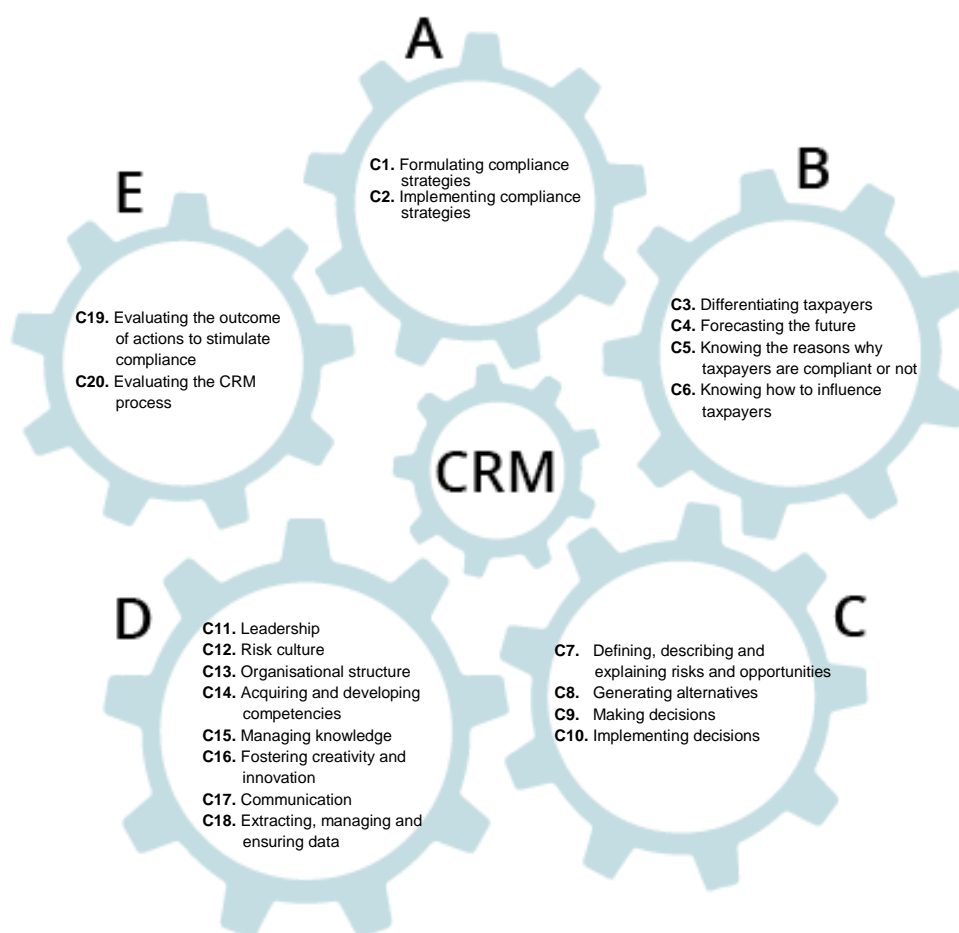 A
C1. Formulating compliance
strategies
C2. Implementing compliance
strategies
B
C3. Differentiating taxpayers
C4. Forecasting the future
C5. Knowing the reasons why
taxpayers are compliant or not
C6. Knowing how to influence
taxpayers
E
C19. Evaluating the outcome
of actions to stimulate
compliance
C20. Evaluating the CRM
process
CRM
D
C11. Leadership
C12. Risk culture
C13. Organisational structure
C14. Acquiring and developing
competencies
C15. Managing knowledge
C16. Fostering creativity and
innovation
C17. Communication
C18. Extracting, managing and
ensuring data
C
C7. Defining, describing and
explaining risks and opportunities
C8. Generating alternatives
C9. Making decisions
C10. Implementing decisions